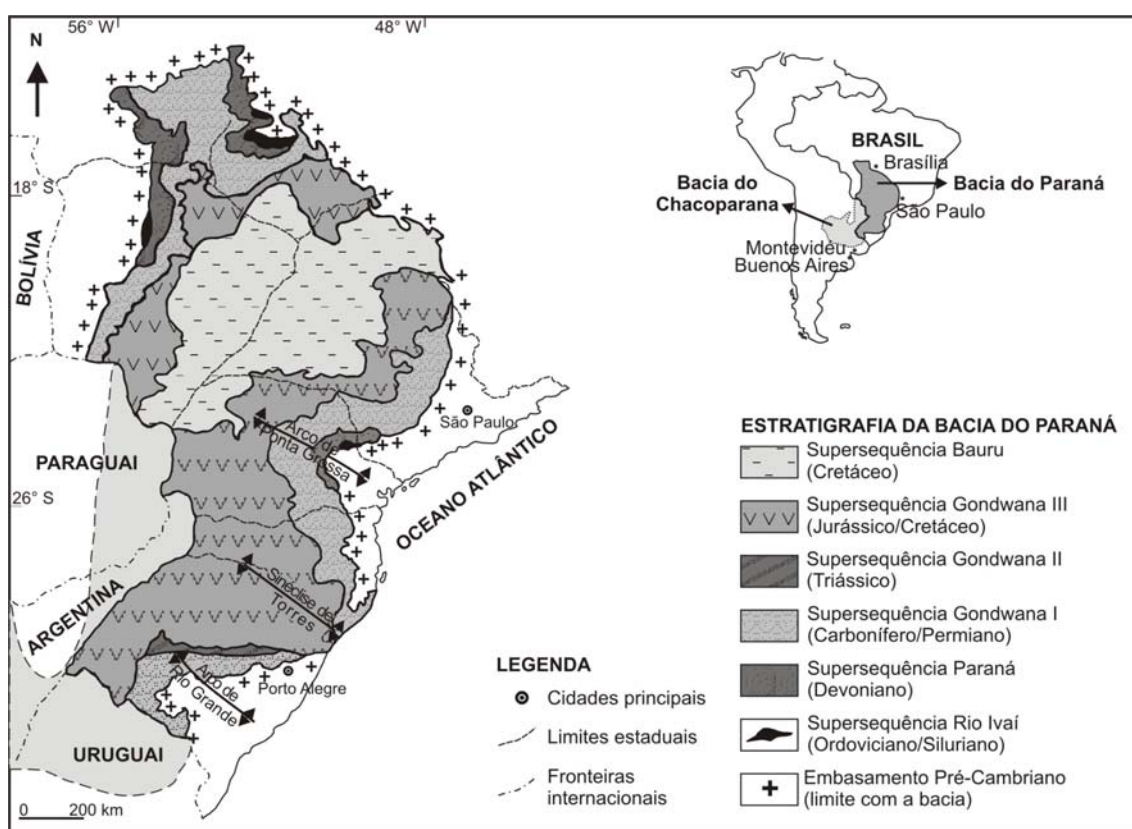 56° W
48° W
N
18° S
26° S
BOLÍVIA
PARAGUAI
ARGENTINA
URUGUAI
OCEANO ATLÂNTICO
São Paulo
Arco de
Ponta Grossa
Sinéclise de
Torres
Arco de
Rio Grande
Porto Alegre
0 200 km
BRASIL
Brasília
Bacia do
Chacoparana
Bacia do Paraná
São Paulo
Montevidéu
Buenos Aires
LEGENDA
Cidades principais
Limites estaduais
Fronteiras
internacionais
ESTRATIGRAFIA DA BACIA DO PARANÁ
Supersequência Bauru
(Cretáceo)
Supersequência Gondwana III
(Jurássico/Cretáceo)
Supersequência Gondwana II
(Triássico)
Supersequência Gondwana I
(Carbonífero/Permiano)
Supersequência Paraná
(Devoniano)
Supersequência Rio Ivaí
(Ordoviciano/Siluriano)
Embasamento Pré-Cambriano
(limite com a bacia)